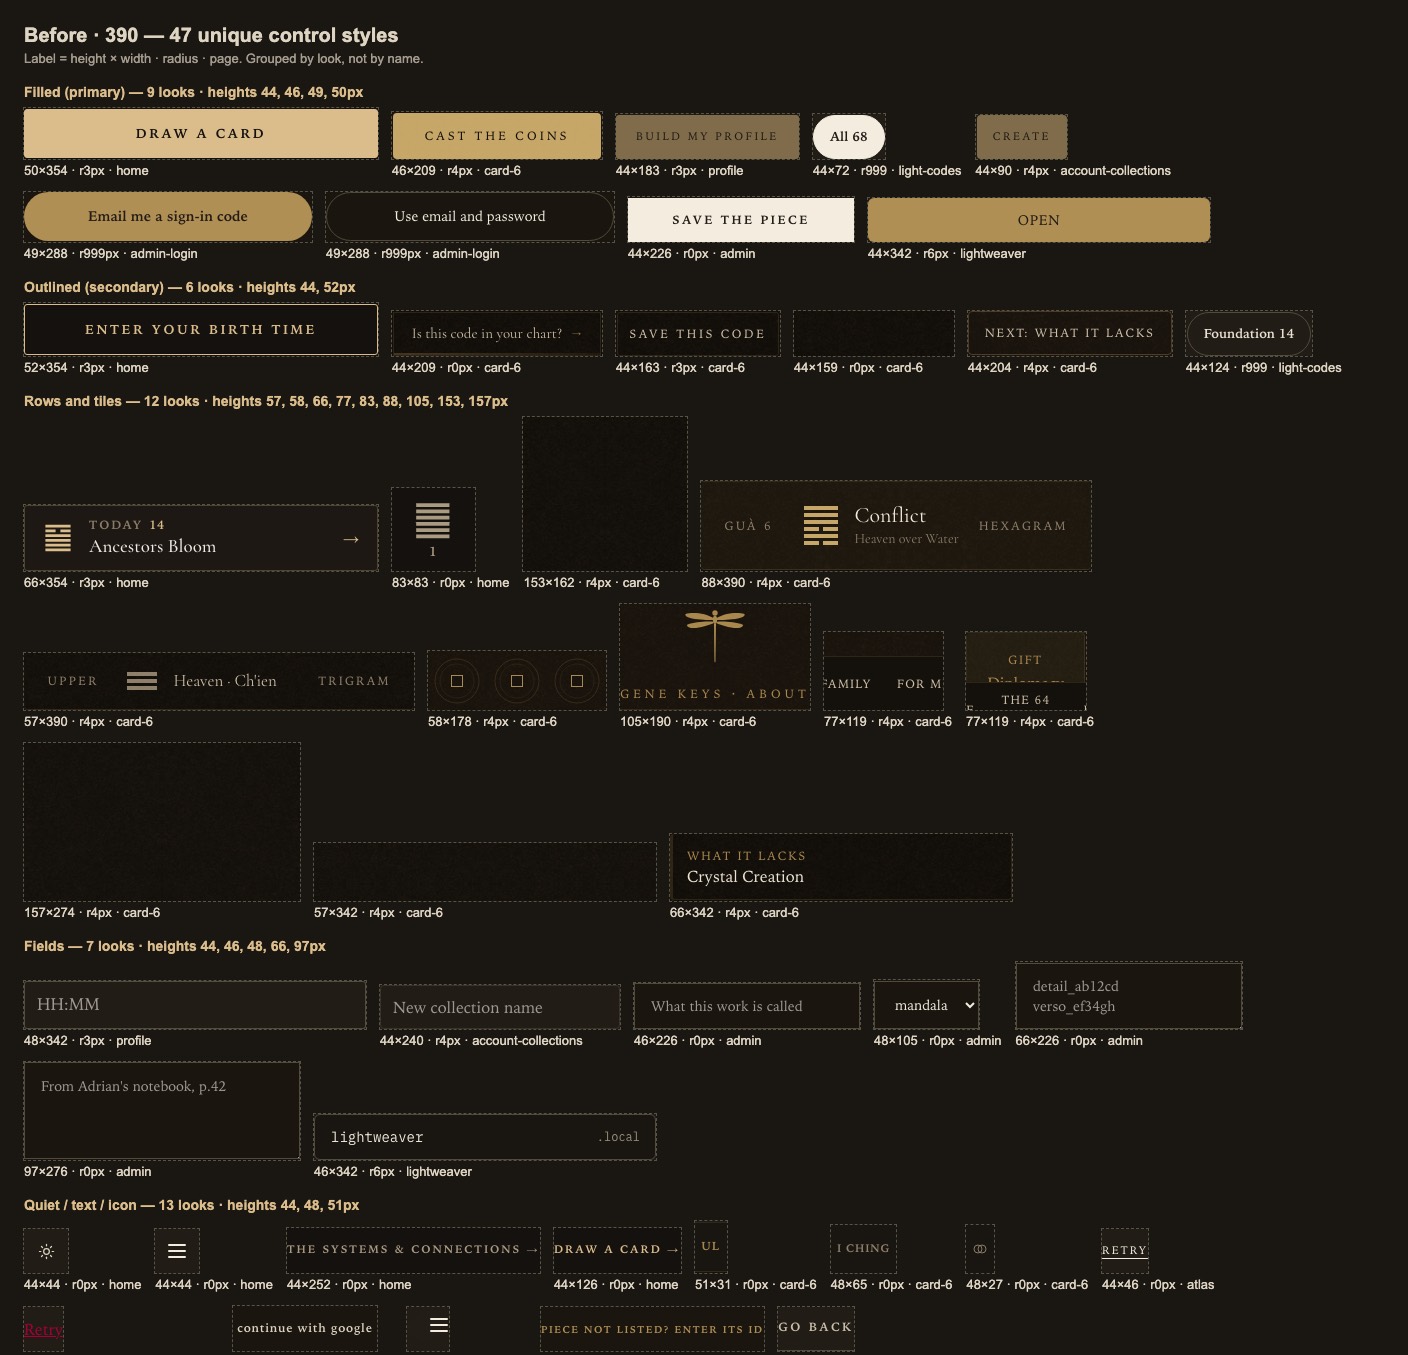 Before · 390 — 47 unique control styles
Label = height × width · radius · page. Grouped by look, not by name.
Filled (primary) — 9 looks · heights 44, 46, 49, 50px
DRAW A CARD
CAST THE COINS
BUILD MY PROFILE
All 68
CREATE
50×354 · r3px · home
46×209 · r4px · card-6
44×183 · r3px · profile
44×72 · r999 · light-codes
44×90 · r4px · account-collections
Email me a sign-in code
Use email and password
SAVE THE PIECE
OPEN
49×288 · r999px · admin-login
49×288 · r999px · admin-login
44×226 · r0px · admin
44×342 · r6px · lightweaver
Outlined (secondary) — 6 looks · heights 44, 52px
ENTER YOUR BIRTH TIME
Is this code in your chart? →
SAVE THIS CODE
NEXT: WHAT IT LACKS
Foundation 14
52×354 · r3px · home
44×209 · r0px · card-6
44×163 · r3px · card-6
44×159 · r0px · card-6
44×204 · r4px · card-6
44×124 · r999 · light-codes
Rows and tiles — 12 looks · heights 57, 58, 66, 77, 83, 88, 105, 153, 157px
TODAY 14
Ancestors Bloom →
1
GUÀ 6
Conflict
Heaven over Water
HEXAGRAM
66×354 · r3px · home
83×83 · r0px · home
153×162 · r4px · card-6
88×390 · r4px · card-6
UPPER
Heaven · Ch'ien
TRIGRAM
GENE KEYS · ABOUT
FAMILY FOR M
GIFT
THE 64
57×390 · r4px · card-6
58×178 · r4px · card-6
105×190 · r4px · card-6
77×119 · r4px · card-6
77×119 · r4px · card-6
WHAT IT LACKS
Crystal Creation
157×274 · r4px · card-6
57×342 · r4px · card-6
66×342 · r4px · card-6
Fields — 7 looks · heights 44, 46, 48, 66, 97px
HH:MM
New collection name
What this work is called
mandala
detail_ab12cd
verso_ef34gh
48×342 · r3px · profile
44×240 · r4px · account-collections
46×226 · r0px · admin
48×105 · r0px · admin
66×226 · r0px · admin
From Adrian's notebook, p.42
lightweaver .local
97×276 · r0px · admin
46×342 · r6px · lightweaver
Quiet / text / icon — 13 looks · heights 44, 48, 51px
THE SYSTEMS & CONNECTIONS →
DRAW A CARD →
UL
I CHING
RETRY
44×44 · r0px · home
44×44 · r0px · home
44×252 · r0px · home
44×126 · r0px · home
51×31 · r0px · card-6
48×65 · r0px · card-6
48×27 · r0px · card-6
44×46 · r0px · atlas
Retry
continue with google
PIECE NOT LISTED? ENTER ITS ID
GO BACK